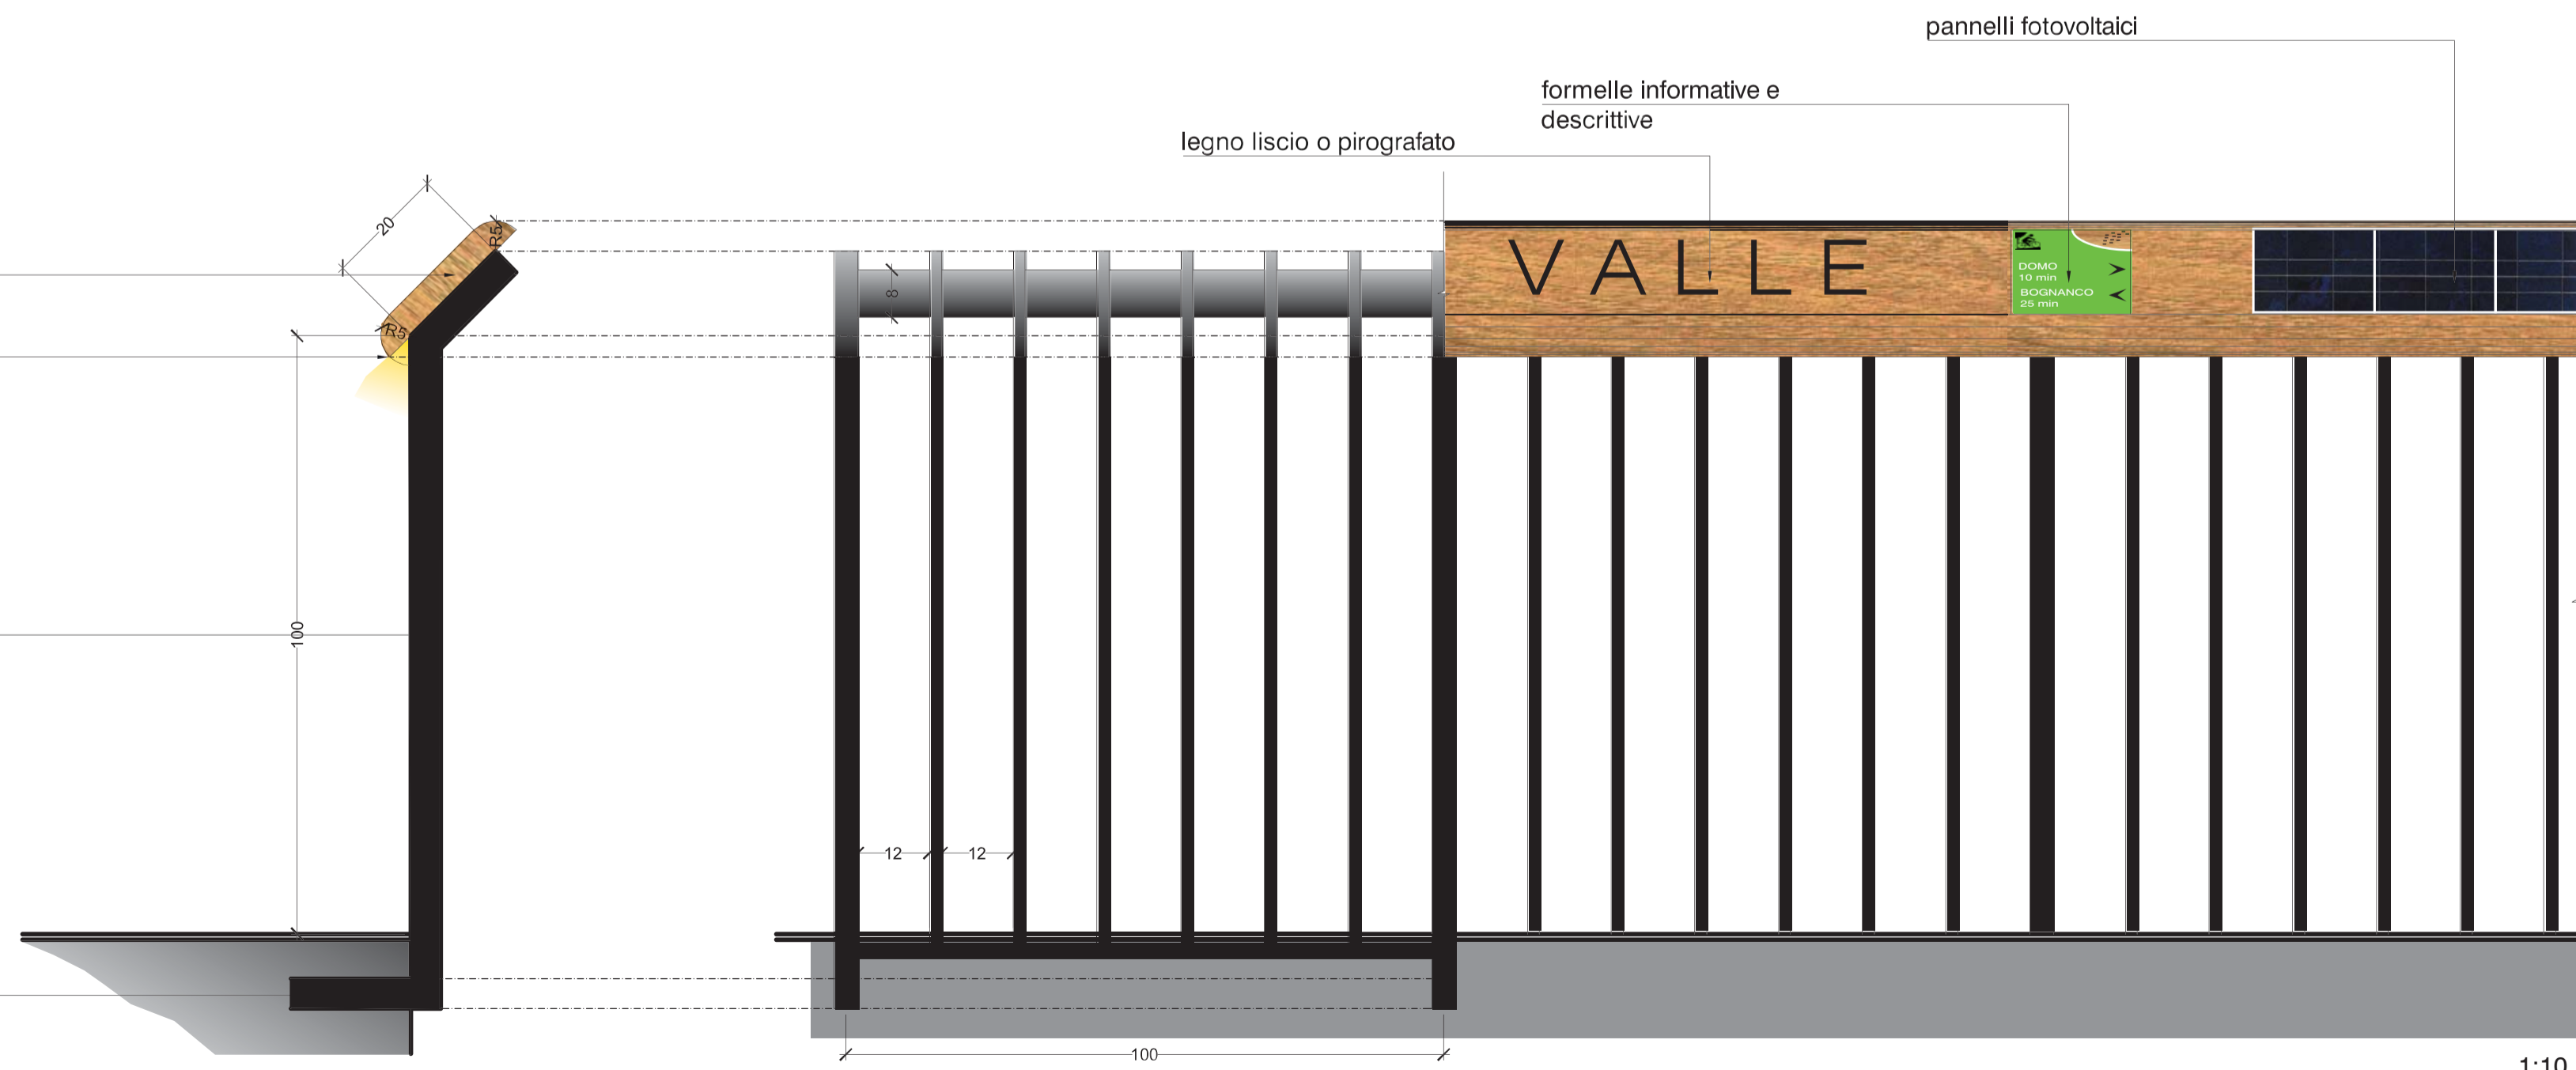 pannelli fotovoltaici
formelle informative e
descrittive
legno liscio o pirografato
20
R5
R5
8
VALLE
DOMO
10 min
BOGNANCO
25 min
100
12
12
100
1:10